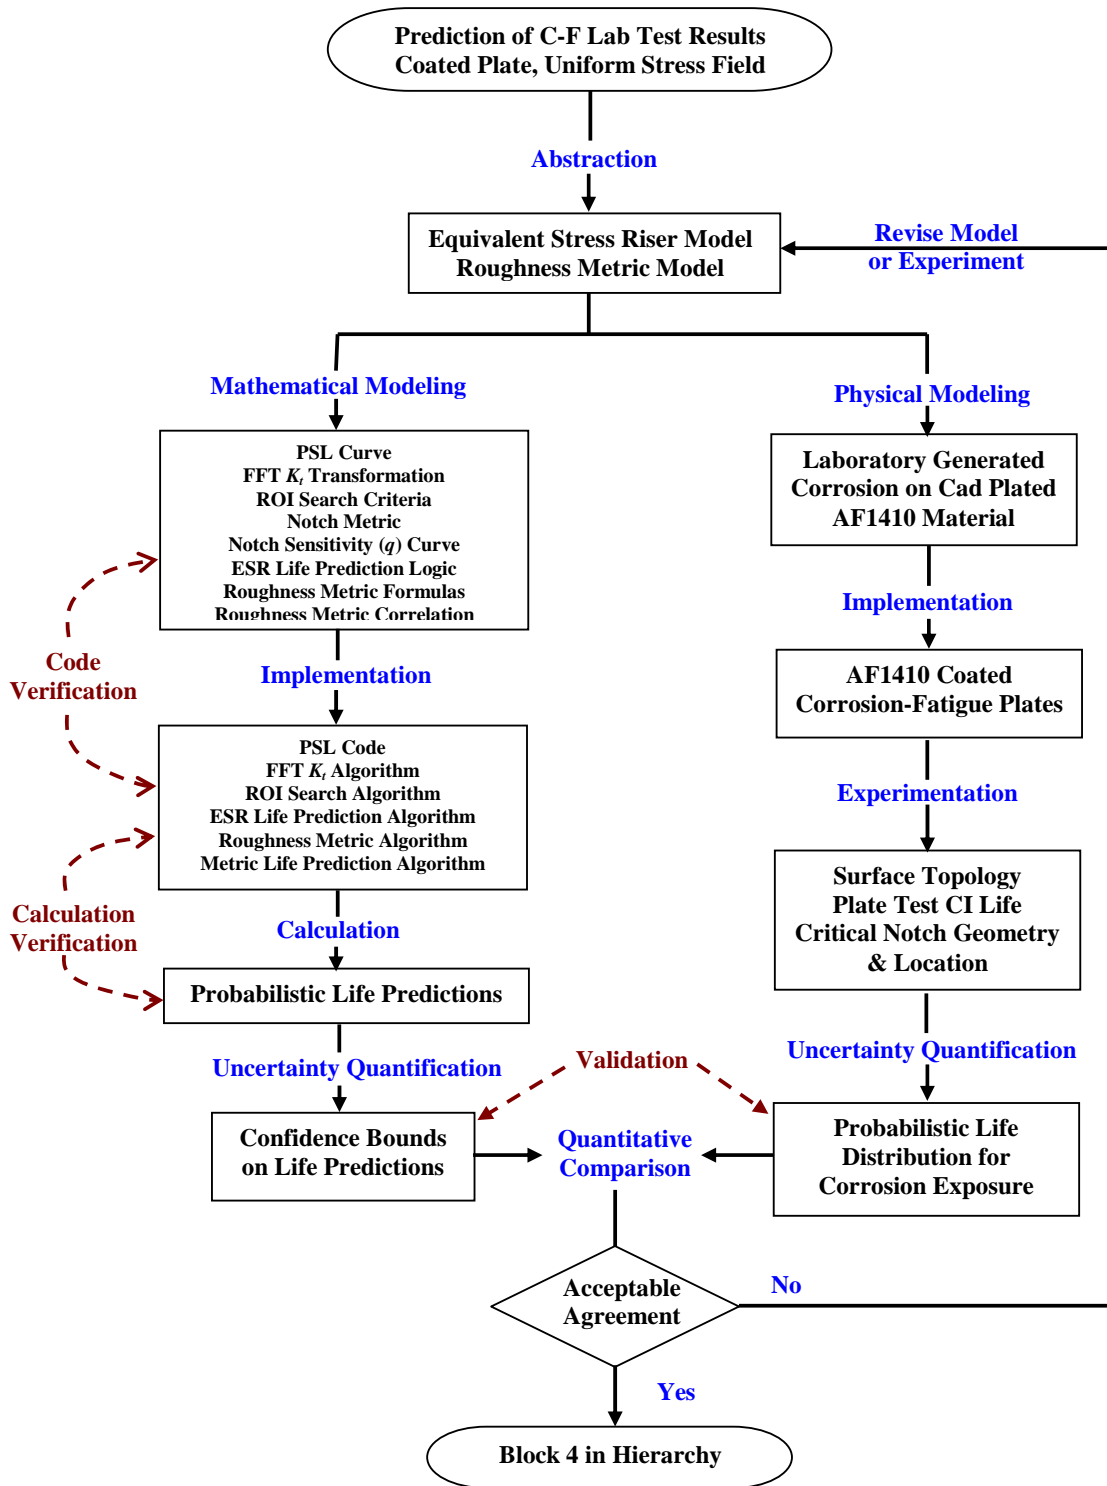 Prediction of C-F Lab Test Results
Coated Plate, Uniform Stress Field
Abstraction
Equivalent Stress Riser Model
Roughness Metric Model
Revise Model
or Experiment
Mathematical Modeling
PSL Curve
FFT Kt Transformation
ROI Search Criteria
Notch Metric
Notch Sensitivity (q) Curve
ESR Life Prediction Logic
Roughness Metric Formulas
Roughness Metric Correlation
Code
Verification
Implementation
PSL Code
FFT Kt Algorithm
ROI Search Algorithm
ESR Life Prediction Algorithm
Roughness Metric Algorithm
Metric Life Prediction Algorithm
Calculation
Verification
Calculation
Probabilistic Life Predictions
Uncertainty Quantification
Confidence Bounds
on Life Predictions
Physical Modeling
Laboratory Generated
Corrosion on Cad Plated
AF1410 Material
Implementation
AF1410 Coated
Corrosion-Fatigue Plates
Experimentation
Surface Topology
Plate Test CI Life
Critical Notch Geometry
& Location
Uncertainty Quantification
Probabilistic Life
Distribution for
Corrosion Exposure
Validation
Quantitative
Comparison
Acceptable
Agreement
No
Yes
Block 4 in Hierarchy